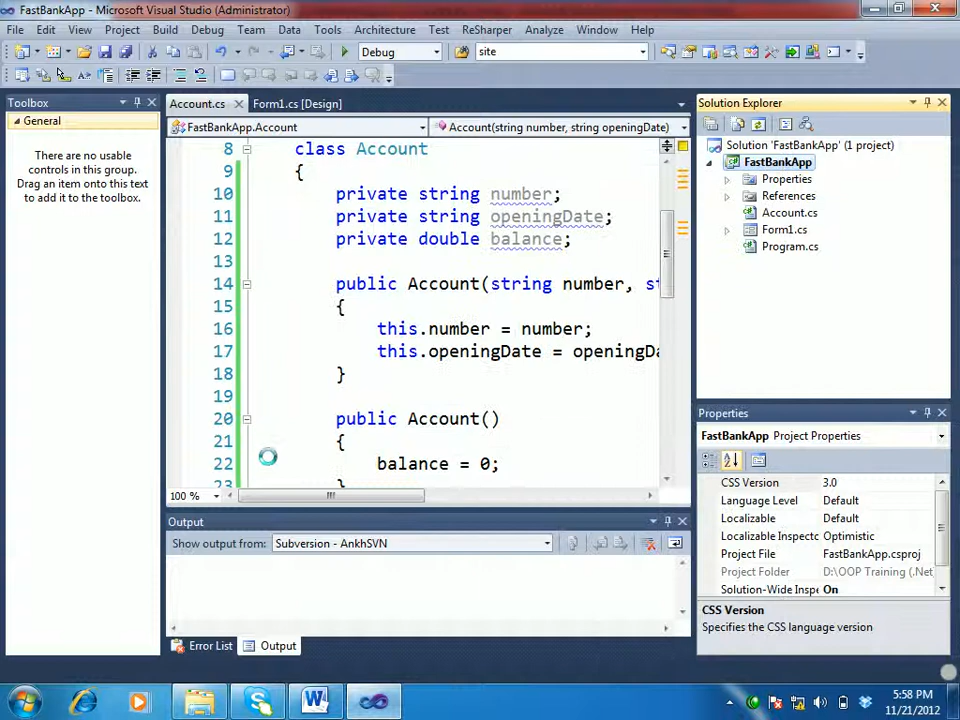 FastBankApp - Microsoft Visual Studio (Administrator)
File Edit View Project Build Debug Team Data Tools Architecture Test ReSharper Analyze Window Help
Debug site
Toolbox
General
There are no usable
controls in this group.
Drag an item onto this text
to add it to the toolbox.
Account.cs Form1.cs [Design]
FastBankApp.Account Account(string number, string openingDate)
8 class Account
9 {
10 private string number;
11 private string openingDate;
12 private double balance;
13
14 public Account(string number, st
15 {
16 this.number = number;
17 this.openingDate = openingDa
18 }
19
20 public Account()
21 {
22 balance = 0;
23 }
100 %
Output
Show output from: Subversion - AnkhSVN
Error List Output
Solution Explorer
Solution 'FastBankApp' (1 project)
FastBankApp
Properties
References
Account.cs
Form1.cs
Program.cs
Properties
FastBankApp Project Properties
CSS Version 3.0
Language Level Default
Localizable Default
Localizable Inspecto Optimistic
Project File FastBankApp.csproj
Project Folder D:\OOP Training (.Net
Solution-Wide Inspe On
CSS Version
Specifies the CSS language version
5:58 PM
11/21/2012